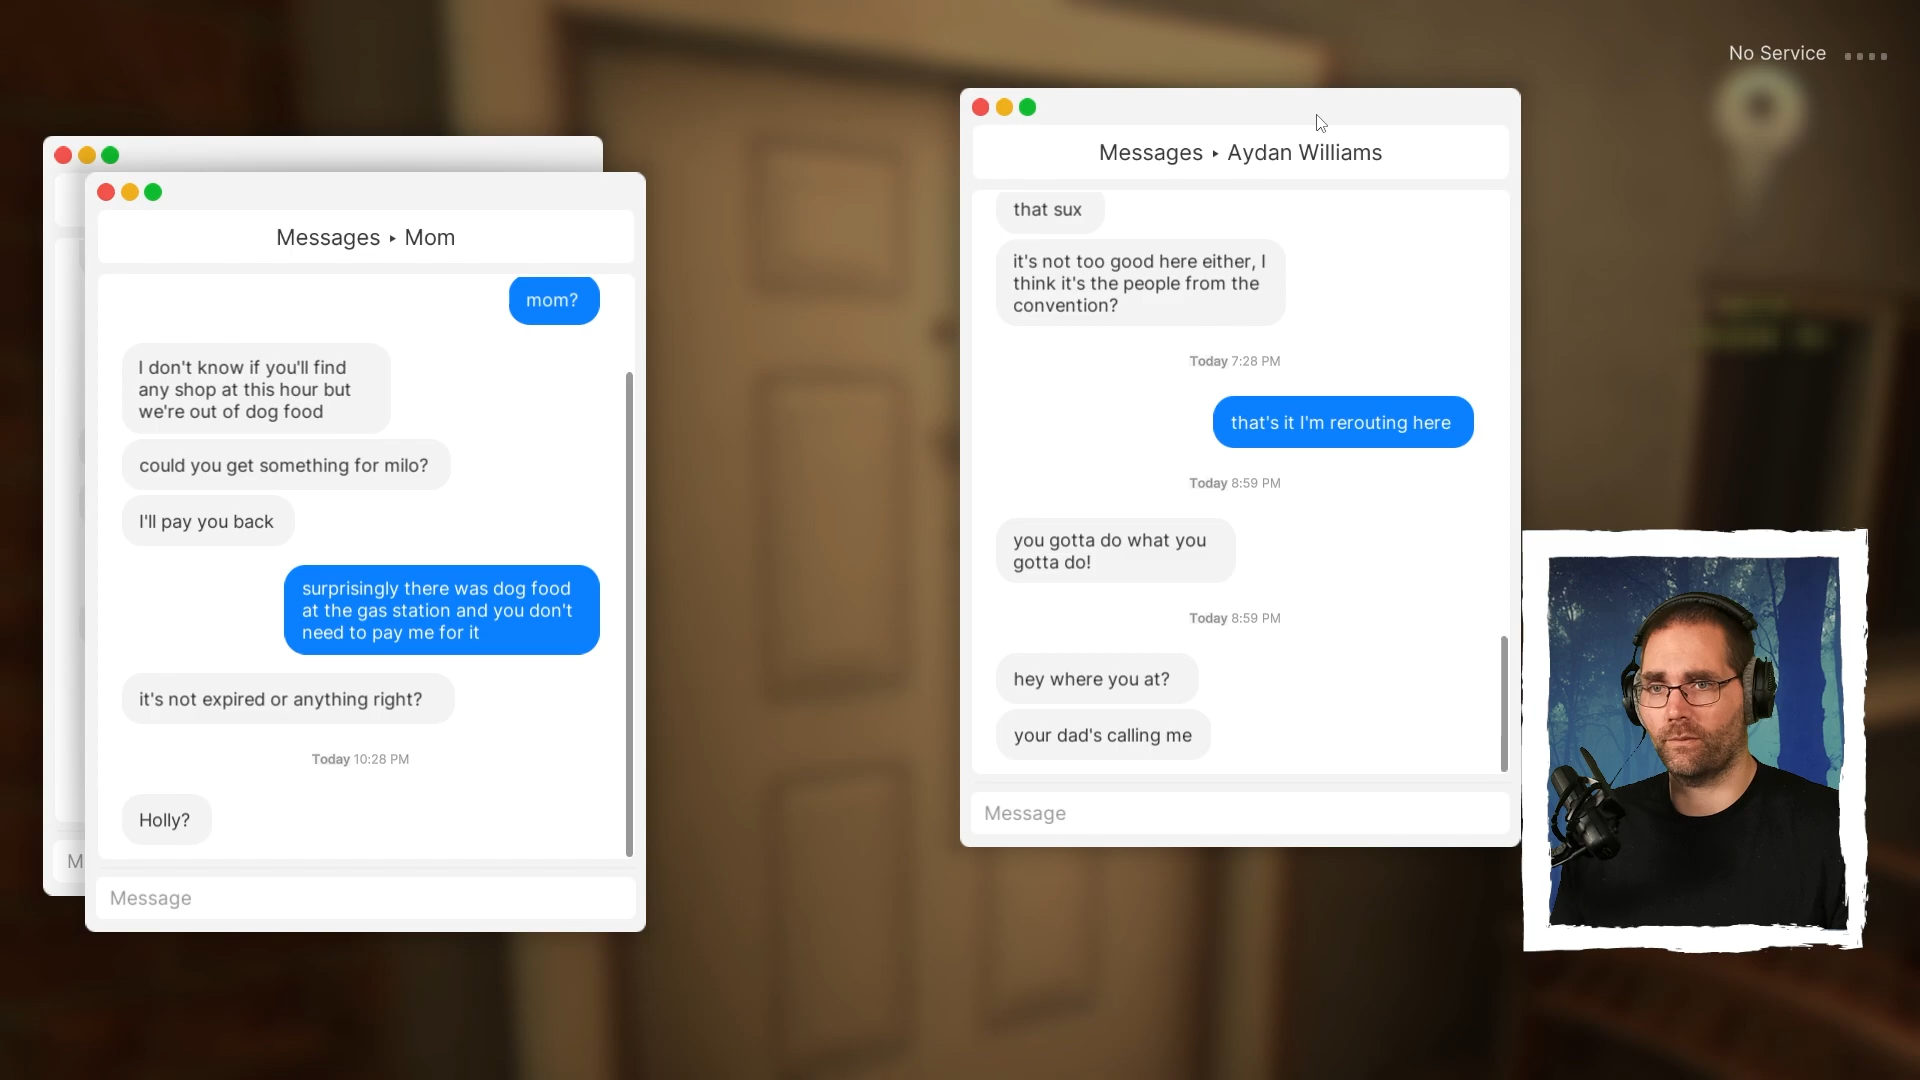 No Service
Messages ▸ Mom
mom?
I don't know if you'll find
any shop at this hour but
we're out of dog food
could you get something for milo?
I'll pay you back
surprisingly there was dog food
at the gas station and you don't
need to pay me for it
it's not expired or anything right?
Today 10:28 PM
Holly?
Message
M
Messages ▸ Aydan Williams
that sux
it's not too good here either, I
think it's the people from the
convention?
Today 7:28 PM
that's it I'm rerouting here
Today 8:59 PM
you gotta do what you
gotta do!
Today 8:59 PM
hey where you at?
your dad's calling me
Message